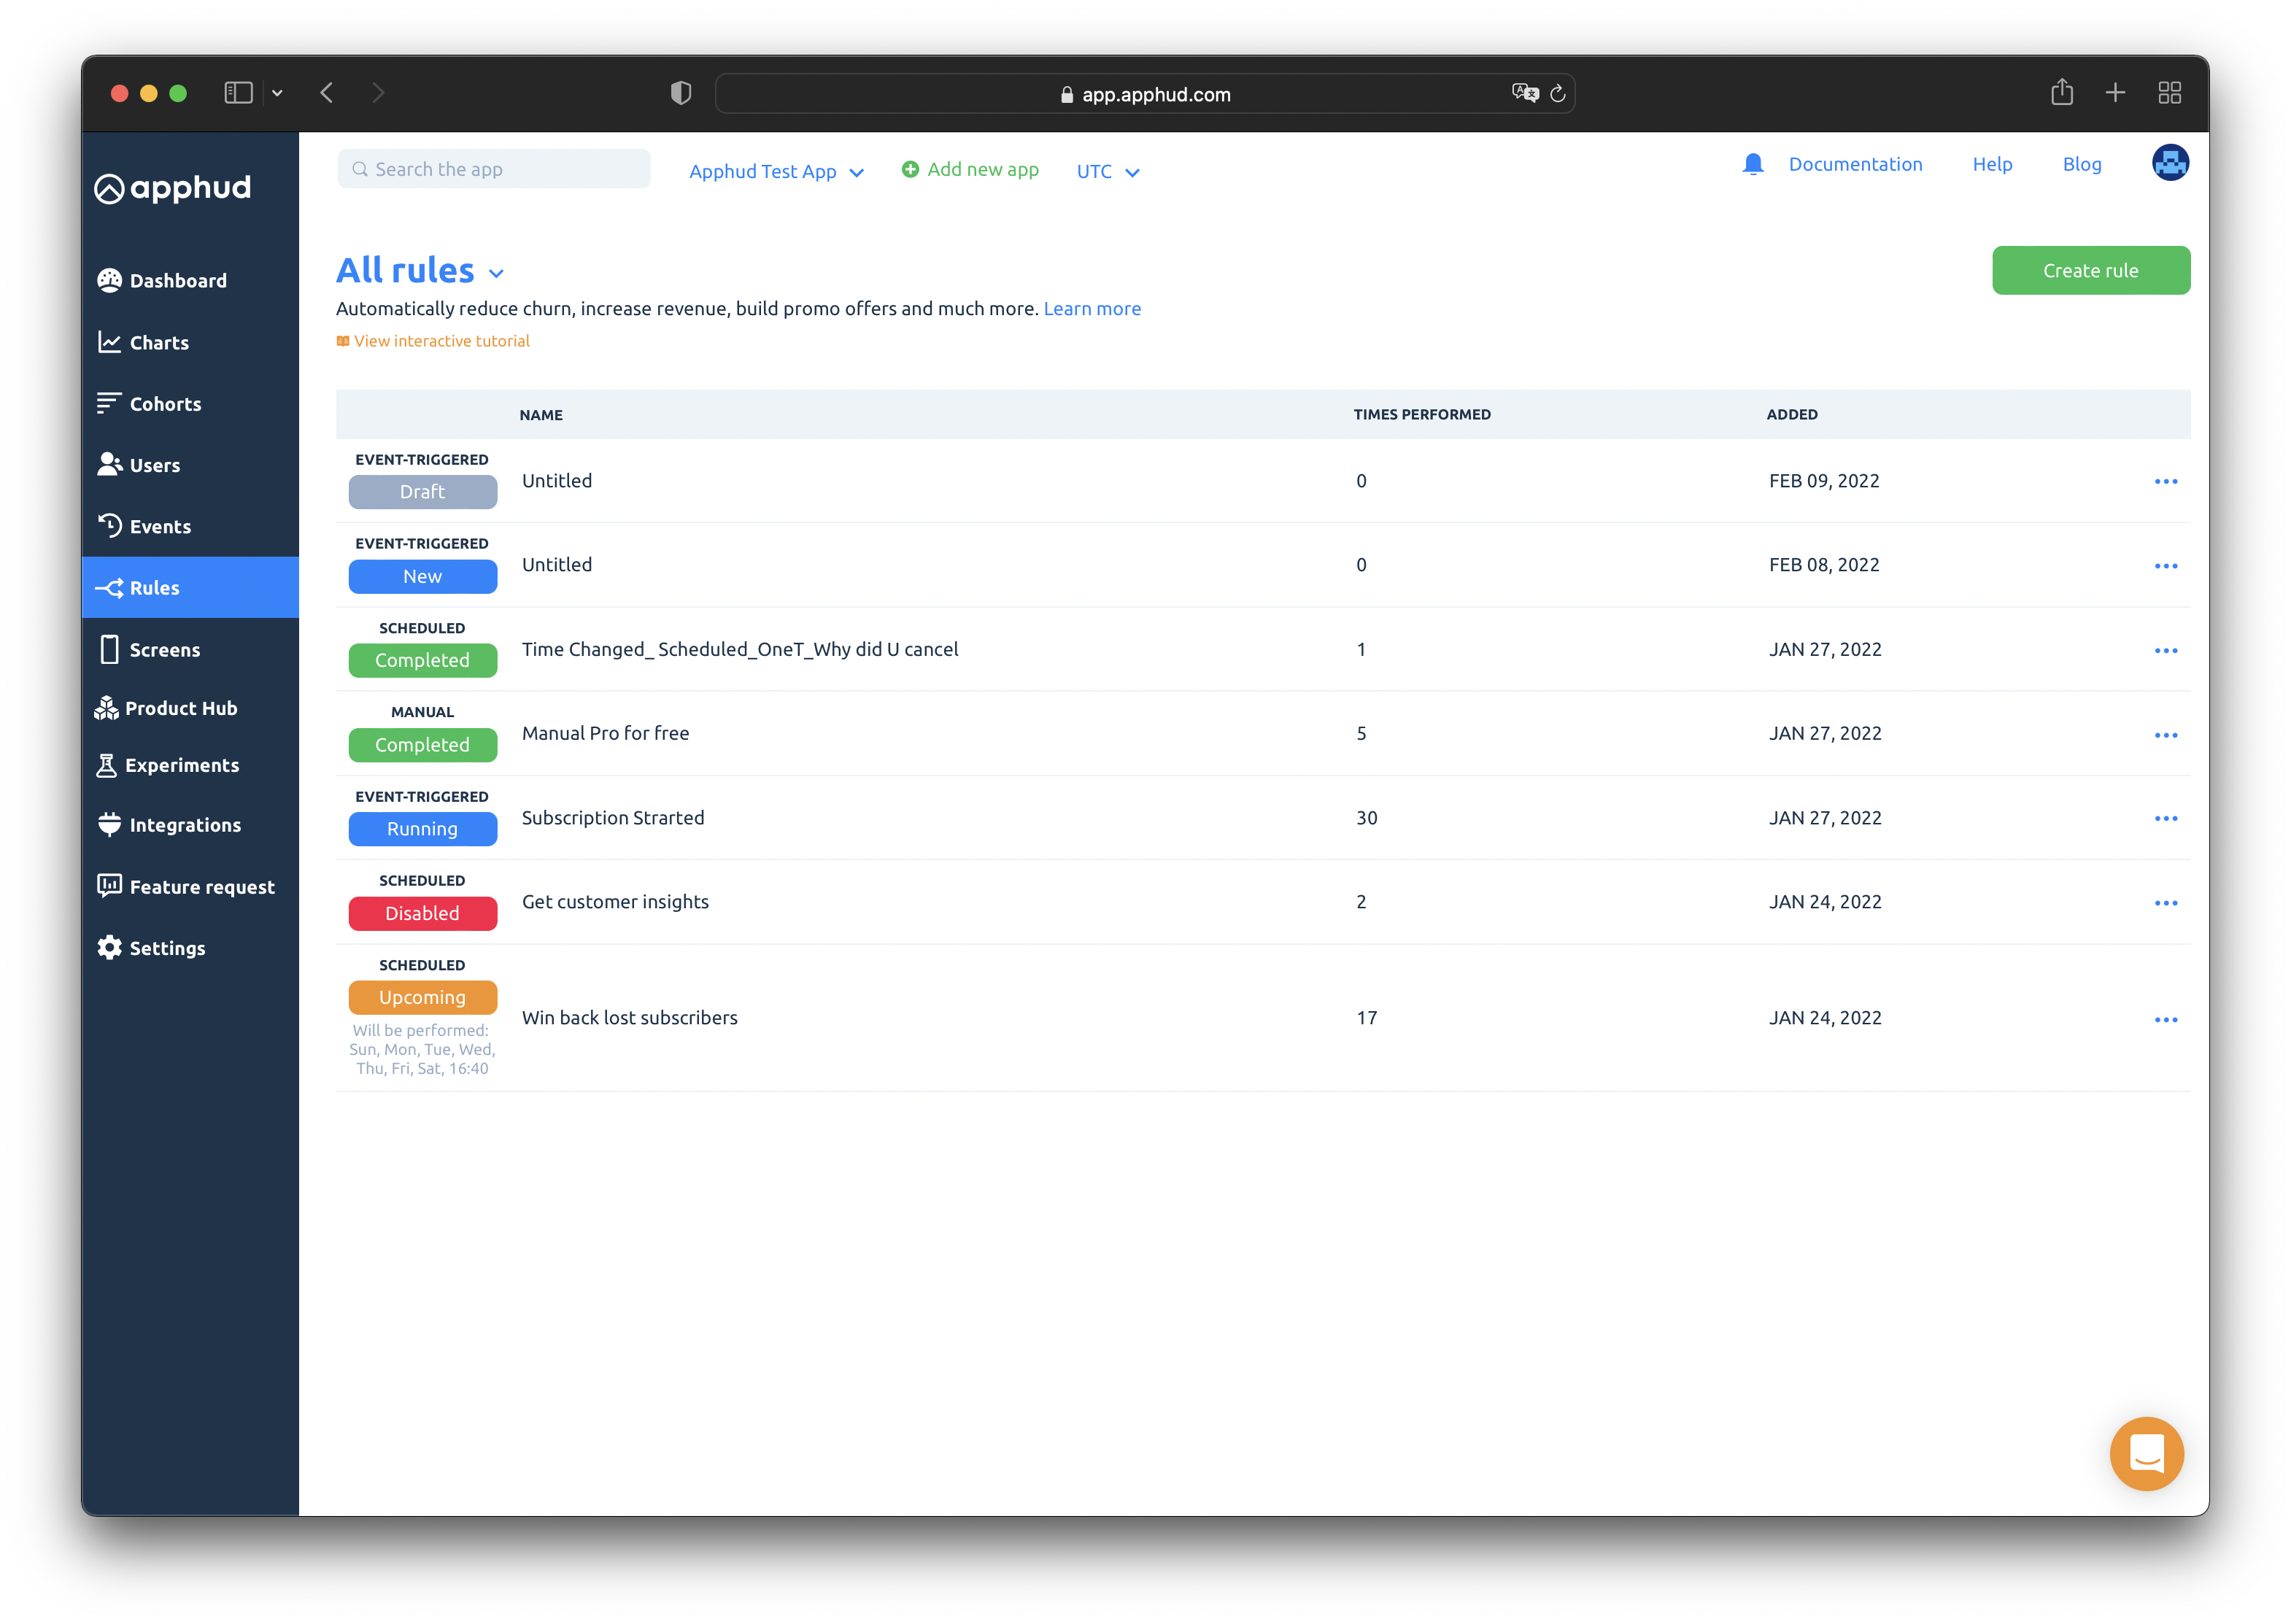 app.apphud.com
apphud
Search the app
Apphud Test App
Add new app
UTC
Documentation
Help
Blog
Dashboard
Charts
Cohorts
Users
Events
Rules
Screens
Product Hub
Experiments
Integrations
Feature request
Settings
All rules
Create rule
Automatically reduce churn, increase revenue, build promo offers and much more. Learn more
View interactive tutorial
NAME TIMES PERFORMED ADDED
EVENT-TRIGGERED
Draft
Untitled 0 FEB 09, 2022
EVENT-TRIGGERED
New
Untitled 0 FEB 08, 2022
SCHEDULED
Completed
Time Changed_ Scheduled_OneT_Why did U cancel 1 JAN 27, 2022
MANUAL
Completed
Manual Pro for free 5 JAN 27, 2022
EVENT-TRIGGERED
Running
Subscription Strarted 30 JAN 27, 2022
SCHEDULED
Disabled
Get customer insights 2 JAN 24, 2022
SCHEDULED
Upcoming
Will be performed:
Sun, Mon, Tue, Wed,
Thu, Fri, Sat, 16:40
Win back lost subscribers 17 JAN 24, 2022